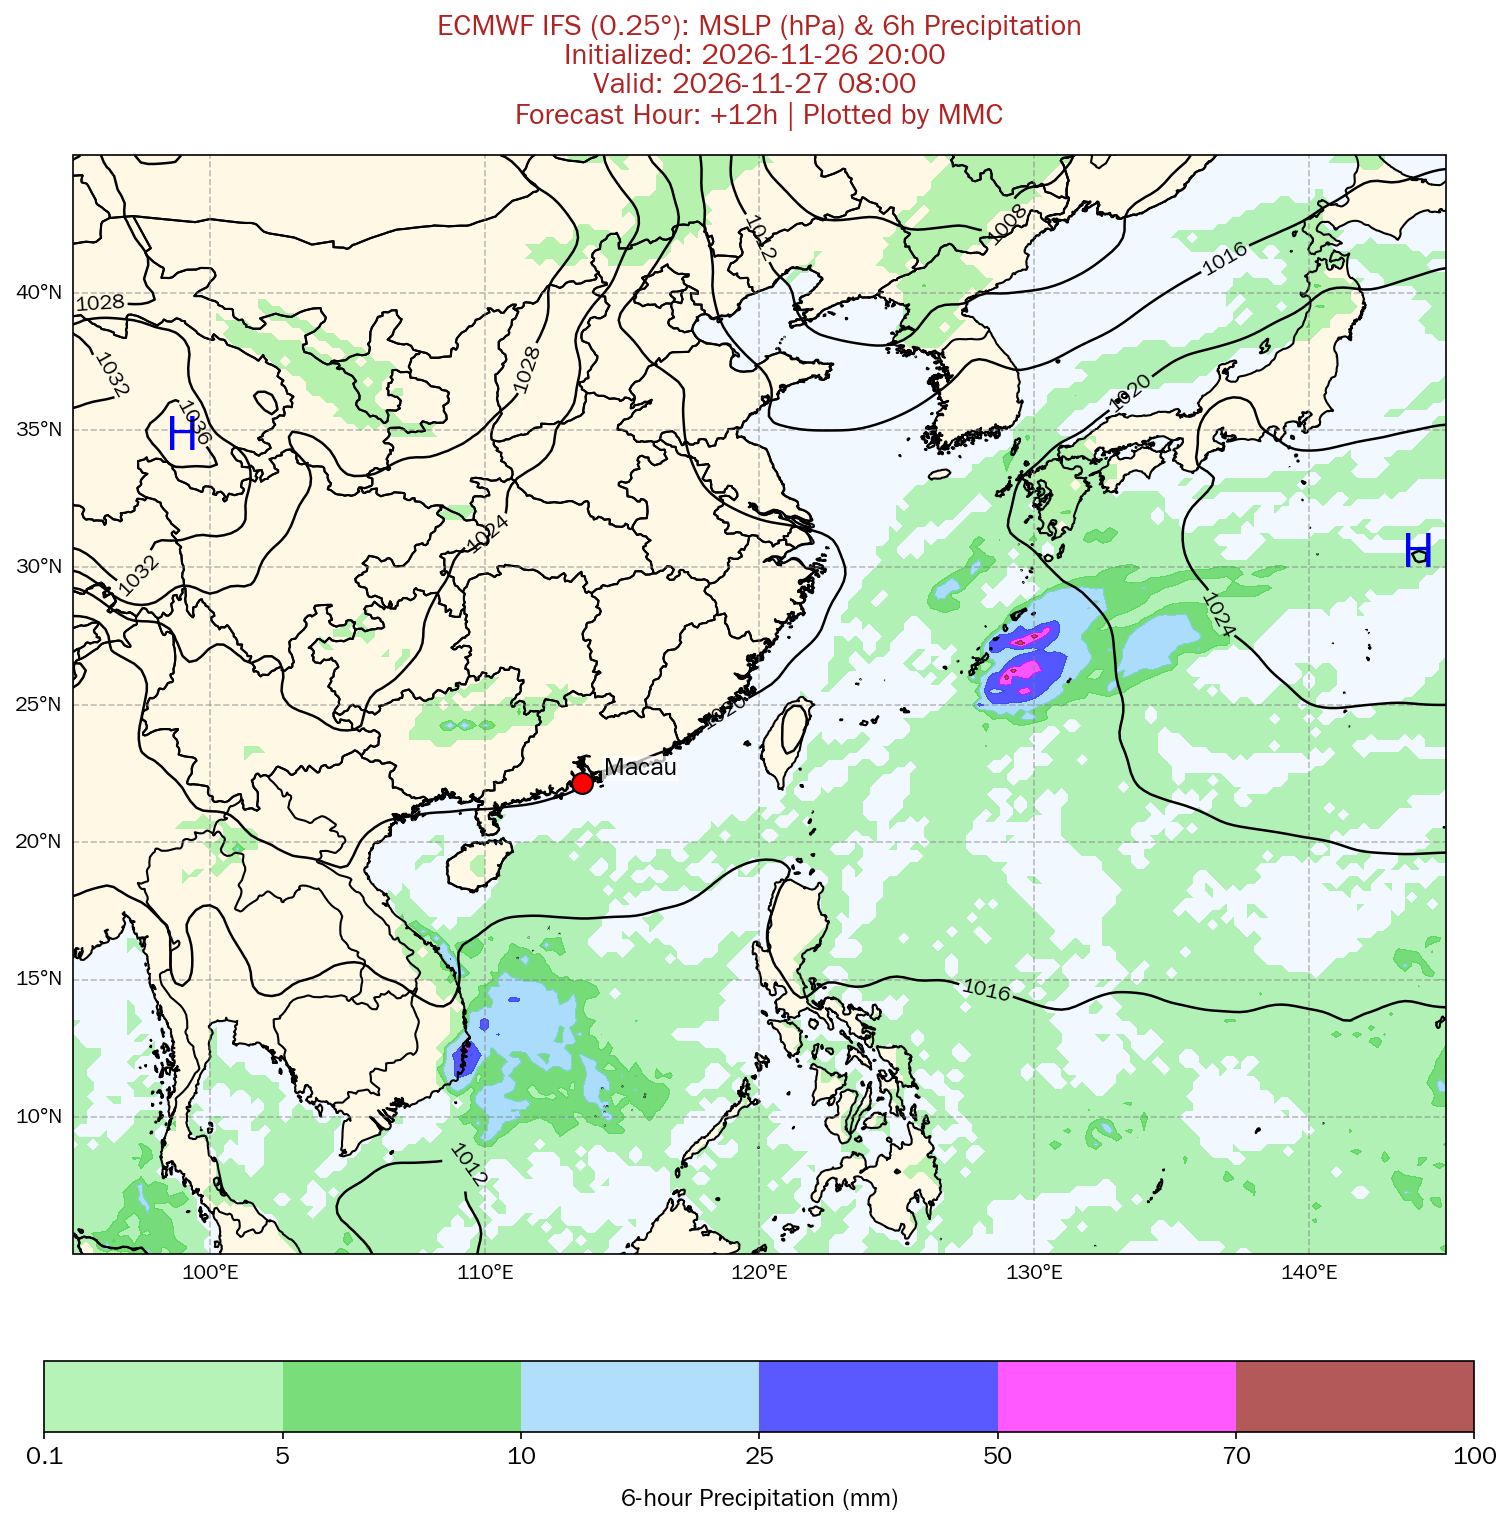 ECMWF IFS (0.25°): MSLP (hPa) & 6h Precipitation
Initialized: 2026-11-26 20:00
Valid: 2026-11-27 08:00
Forecast Hour: +12h | Plotted by MMC
1008
1012
1016
40°N
1028
1032
1028
1020
1036
H
35°N
1024
H
30°N
1032
1024
25°N
1020
Macau
20°N
15°N
1016
10°N
1012
100°E
110°E
120°E
130°E
140°E
0.1
5
10
25
50
70
100
6-hour Precipitation (mm)